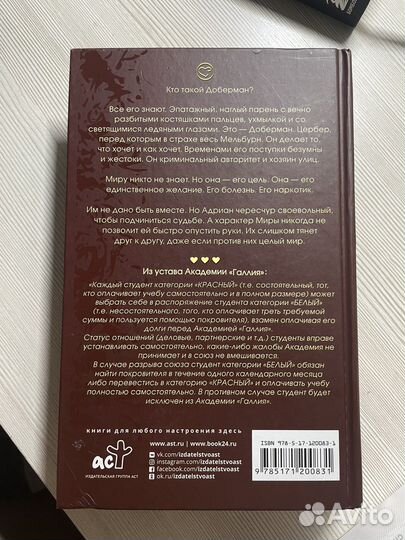 Кто такой Доберман?
Все его знают. Эпатажный, наглый парень с вечно
разбитыми костяшками пальцев, ухмылкой и со
светящимися ледяными глазами. Это — Доберман. Цербер,
перед которым в страхе весь Мельбурн. Он делает то,
что хочет и как хочет. Временами его поступки безумны
и жестоки. Он криминальный авторитет и хозяин улиц.
Миру никто не знает. Но она — его цель. Она — его
единственное желание. Его болезнь. Его наркотик.
Им не дано быть вместе. Но Адриан чересчур своевольный,
чтобы подчиниться судьбе. А характер Миры никогда не
позволит ей быстро опустить руки. Их слишком тянет
друг к другу, даже если против них целый мир.
Из устава Академии «Галлия»:
«Каждый студент категории «КРАСНЫЙ» (т.е. состоятельный, тот,
кто оплачивает учебу самостоятельно и в полном размере) может
выбрать себе в распоряжение студента категории «БЕЛЫЙ»
(т.е. несостоятельного, того, кто оплачивает треть требуемой
суммы и пользуется помощью покровителя), взамен оплачивая его
долги перед Академией «Галлия».
Статус отношений (деловые, партнерские и т.д.) студенты вправе
устанавливать самостоятельно, какие-либо жалобы Академия не
принимает и в союз не вмешивается.
В случае разрыва союза студент категории «БЕЛЫЙ» обязан
найти покровителя в течение одного календарного месяца
либо перевестись в категорию «КРАСНЫЙ» и оплачивать учебу
полностью самостоятельно. В противном случае студент будет
исключен из Академии «Галлия».
книги для любого настроения здесь
www.ast.ru | www.book24.ru
vk.com/izdatelstvoast
instagram.com/izdatelstvoast
facebook.com/izdatelstvoast
ok.ru/izdatelstvoast
act
ИЗДАТЕЛЬСКАЯ ГРУППА АСТ
ISBN 978-5-17-120083-1
9 785171 200831
Avito